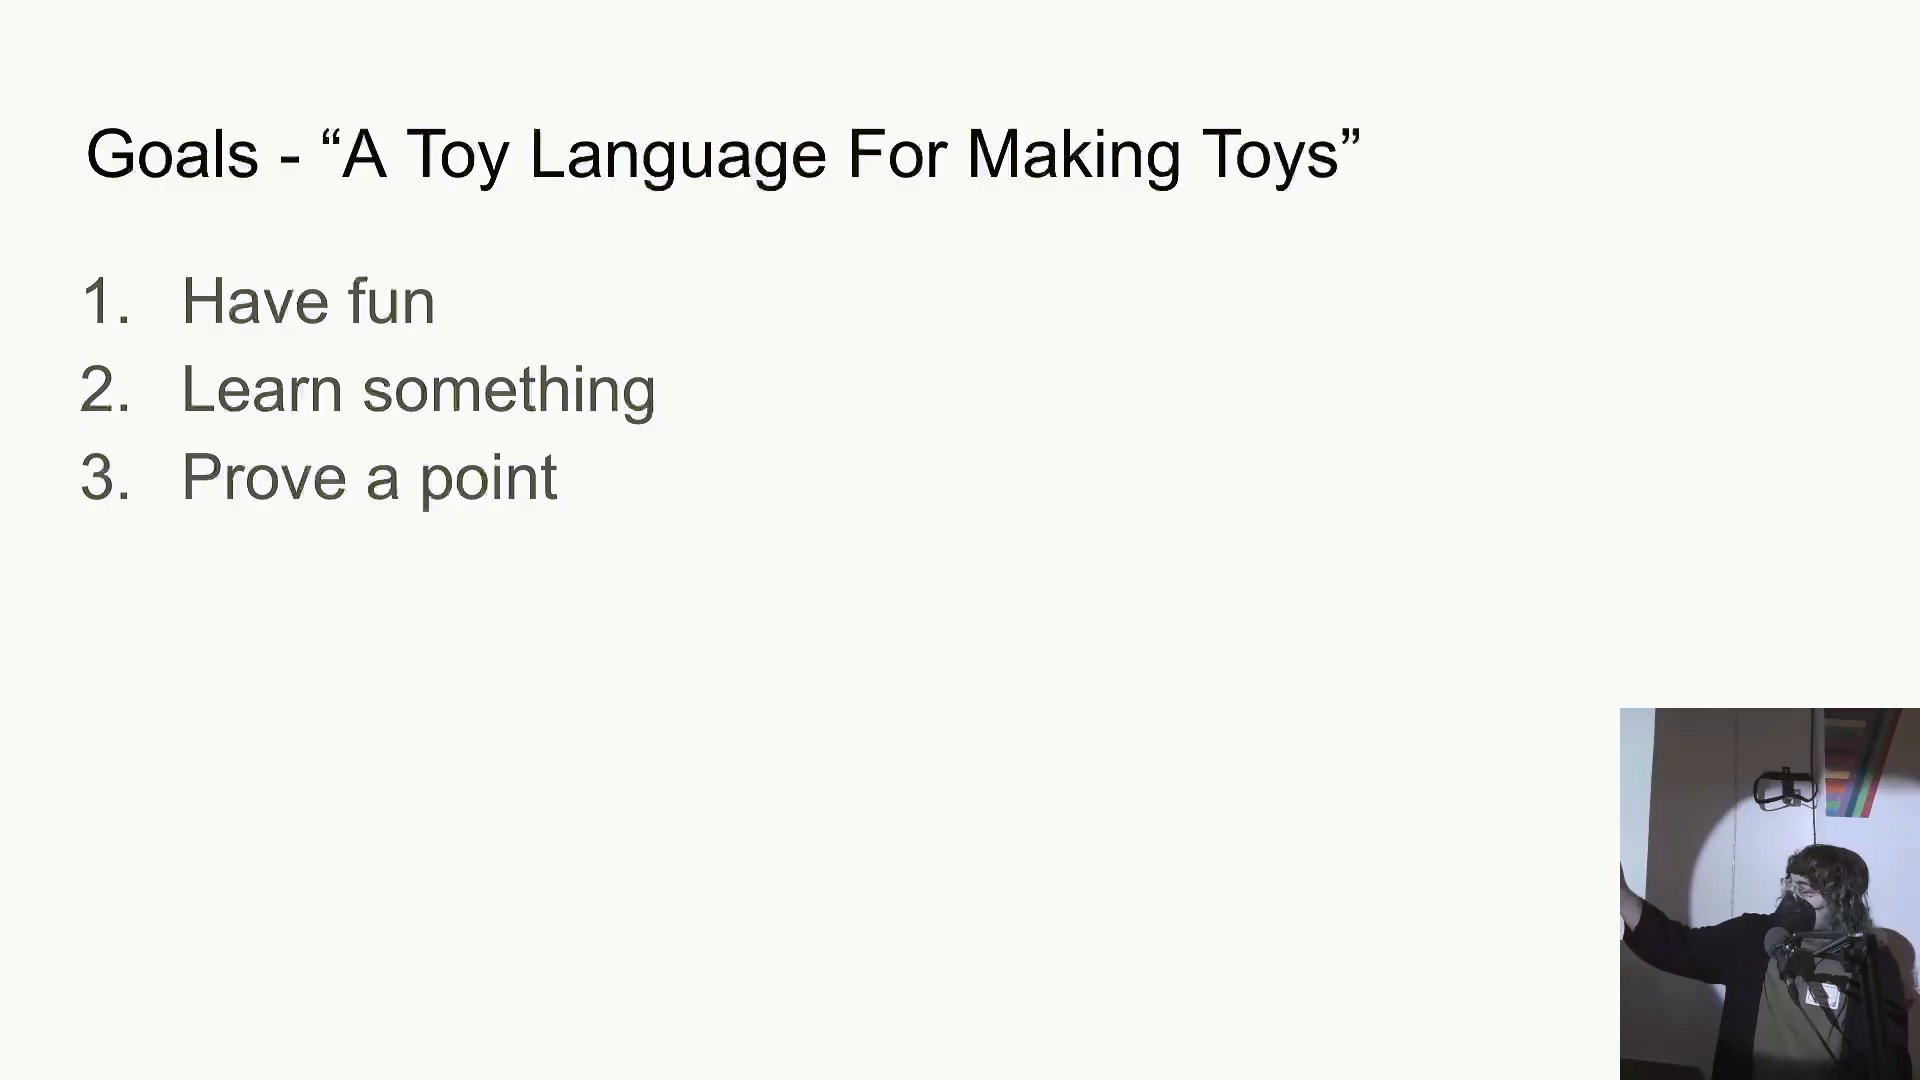 Goals - “A Toy Language For Making Toys”
1. Have fun
2. Learn something
3. Prove a point